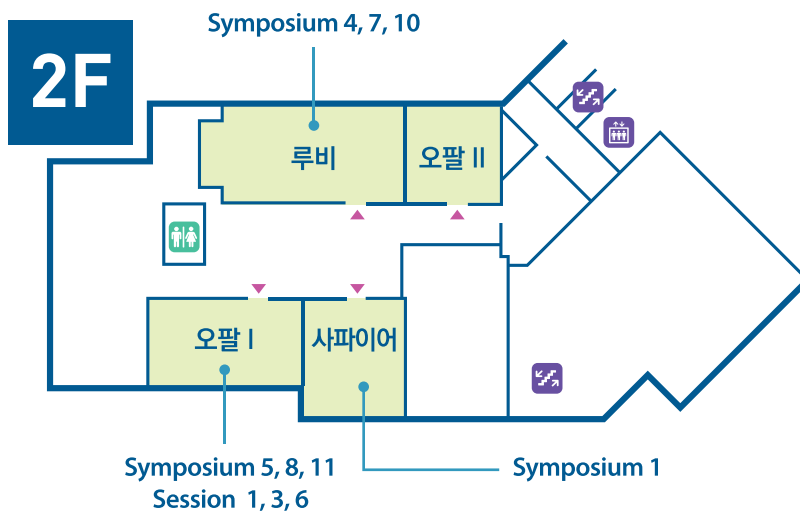 2F
Symposium 4, 7, 10
루비
오팔 II
오팔 I
사파이어
Symposium 5, 8, 11
Session 1, 3, 6
Symposium 1